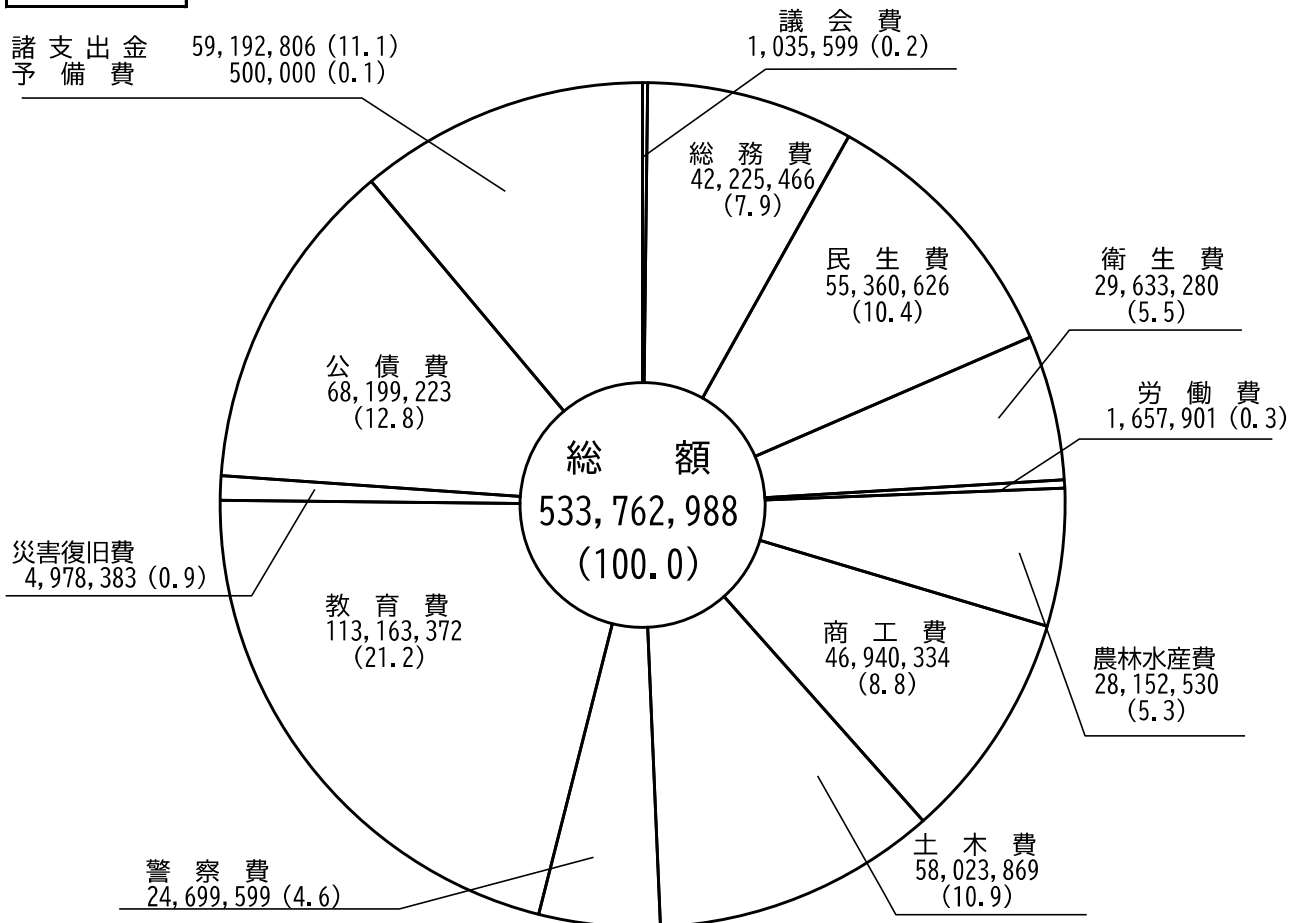 諸支出金 59,192,806 (11.1)
予備費 500,000 (0.1)
議会費
1,035,599 (0.2)
総務費
42,225,466
(7.9)
民生費
55,360,626
(10.4)
衛生費
29,633,280
(5.5)
労働費
1,657,901 (0.3)
農林水産費
28,152,530
(5.3)
商工費
46,940,334
(8.8)
土木費
58,023,869
(10.9)
警察費
24,699,599 (4.6)
教育費
113,163,372
(21.2)
災害復旧費
4,978,383 (0.9)
公債費
68,199,223
(12.8)
総額
533,762,988
(100.0)